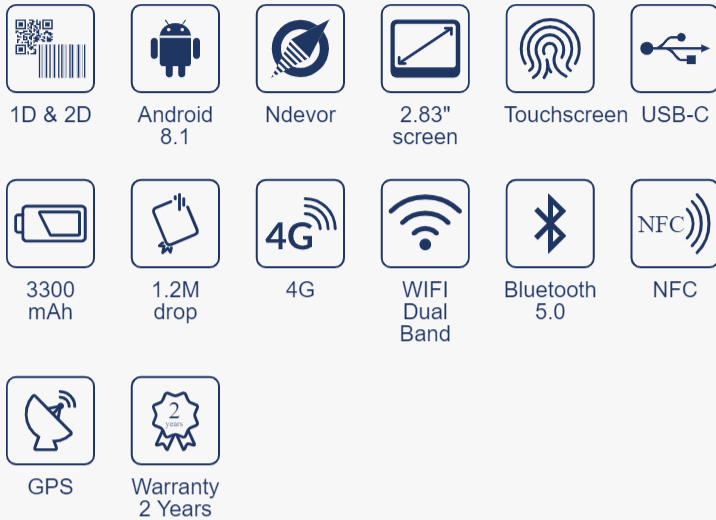 1D & 2D
Android
8.1
Ndevor
2.83"
screen
Touchscreen
USB-C
3300
mAh
1.2M
drop
4G
4G
WIFI
Dual
Band
Bluetooth
5.0
NFC
NFC
GPS
2
years
Warranty
2 Years